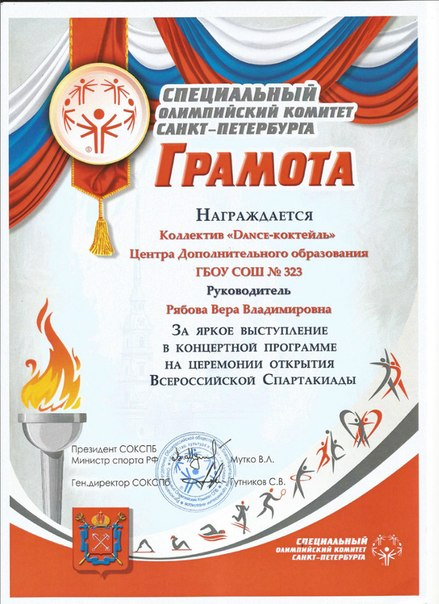 СПЕЦИАЛЬНЫЙ
ОЛИМПИЙСКИЙ КОМИТЕТ
САНКТ-ПЕТЕРБУРГА
ГРАМОТА
НАГРАЖДАЕТСЯ
Коллектив «DANCE-коктейль»
Центра Дополнительного образования
ГБОУ СОШ № 323
Руководитель
Рябова Вера Владимировна
ЗА ЯРКОЕ ВЫСТУПЛЕНИЕ
В КОНЦЕРТНОЙ ПРОГРАММЕ
НА ЦЕРЕМОНИИ ОТКРЫТИЯ
ВСЕРОССИЙСКОЙ СПАРТАКИАДЫ
Президент СОКСПБ
Министр спорта РФ Мутко В.Л.
Ген.директор СОКСПБ Гутников С.В.
СПЕЦИАЛЬНЫЙ
ОЛИМПИЙСКИЙ КОМИТЕТ
САНКТ-ПЕТЕРБУРГА